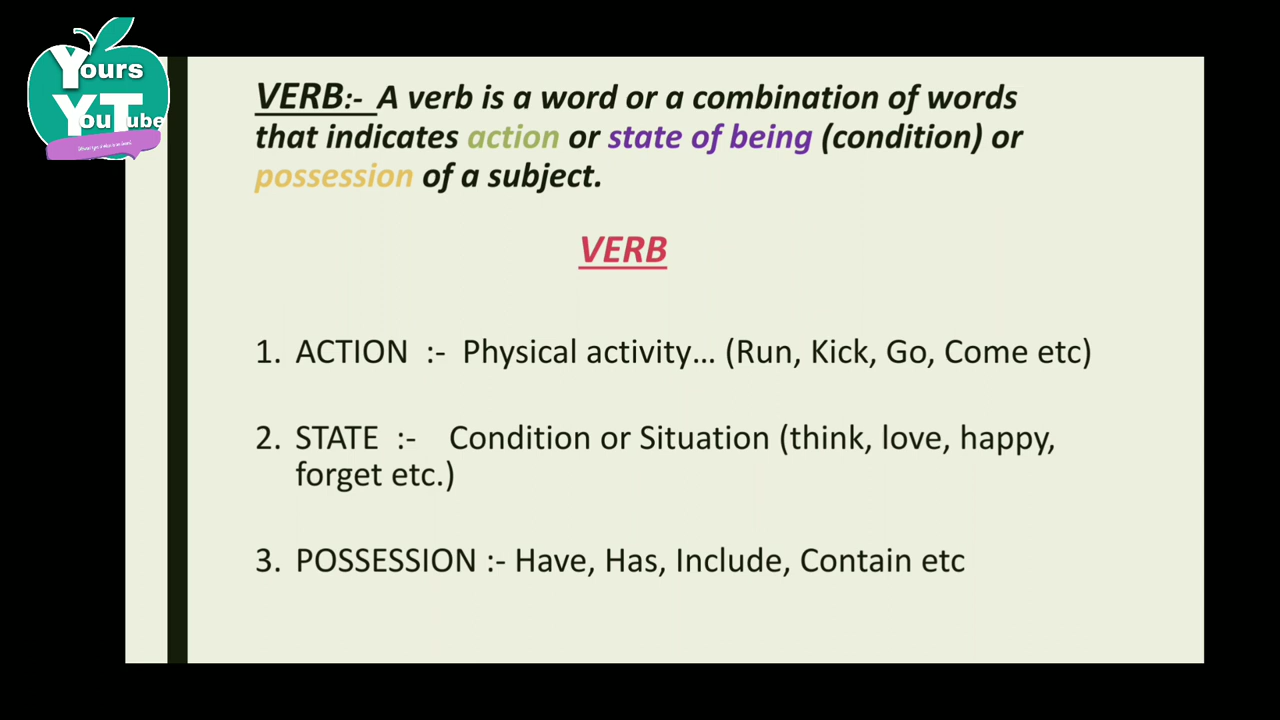 Yours
YouTube
VERB:- A verb is a word or a combination of words
that indicates action or state of being (condition) or
possession of a subject.
VERB
1. ACTION :- Physical activity... (Run, Kick, Go, Come etc)
2. STATE :- Condition or Situation (think, love, happy,
forget etc.)
3. POSSESSION :- Have, Has, Include, Contain etc